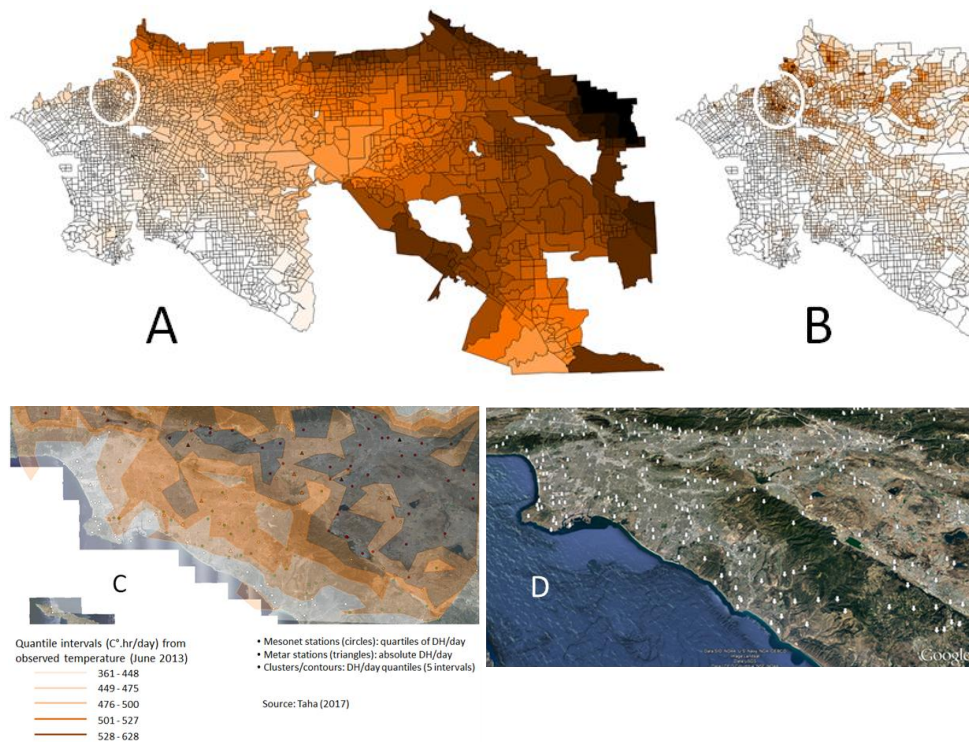 A
B
C
D
Quantile intervals (C°.hr/day) from
observed temperature (June 2013)
361 - 448
449 - 475
476 - 500
501 - 527
528 - 628
• Mesonet stations (circles): quartiles of DH/day
• Metar stations (triangles): absolute DH/day
• Clusters/contours: DH/day quantiles (5 intervals)
Source: Taha (2017)
Google